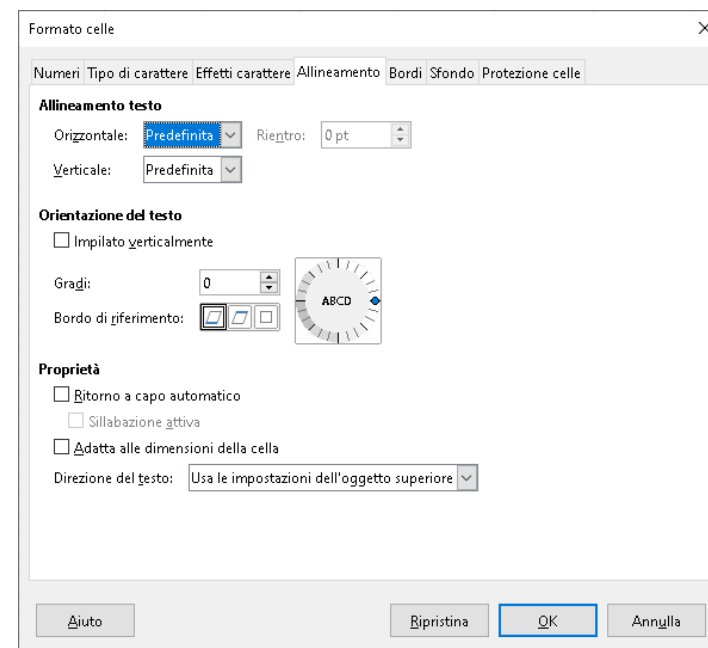 Formato celle
Numeri Tipo di carattere Effetti carattere Allineamento Bordi Sfondo Protezione celle
Allineamento testo
Orizzontale: Predefinita Rientro: 0 pt
Verticale: Predefinita
Orientazione del testo
Impilato verticalmente
Gradi: 0
ABCD
Bordo di riferimento:
Proprietà
Ritorno a capo automatico
Sillabazione attiva
Adatta alle dimensioni della cella
Direzione del testo: Usa le impostazioni dell'oggetto superiore
Aiuto Ripristina OK Annulla